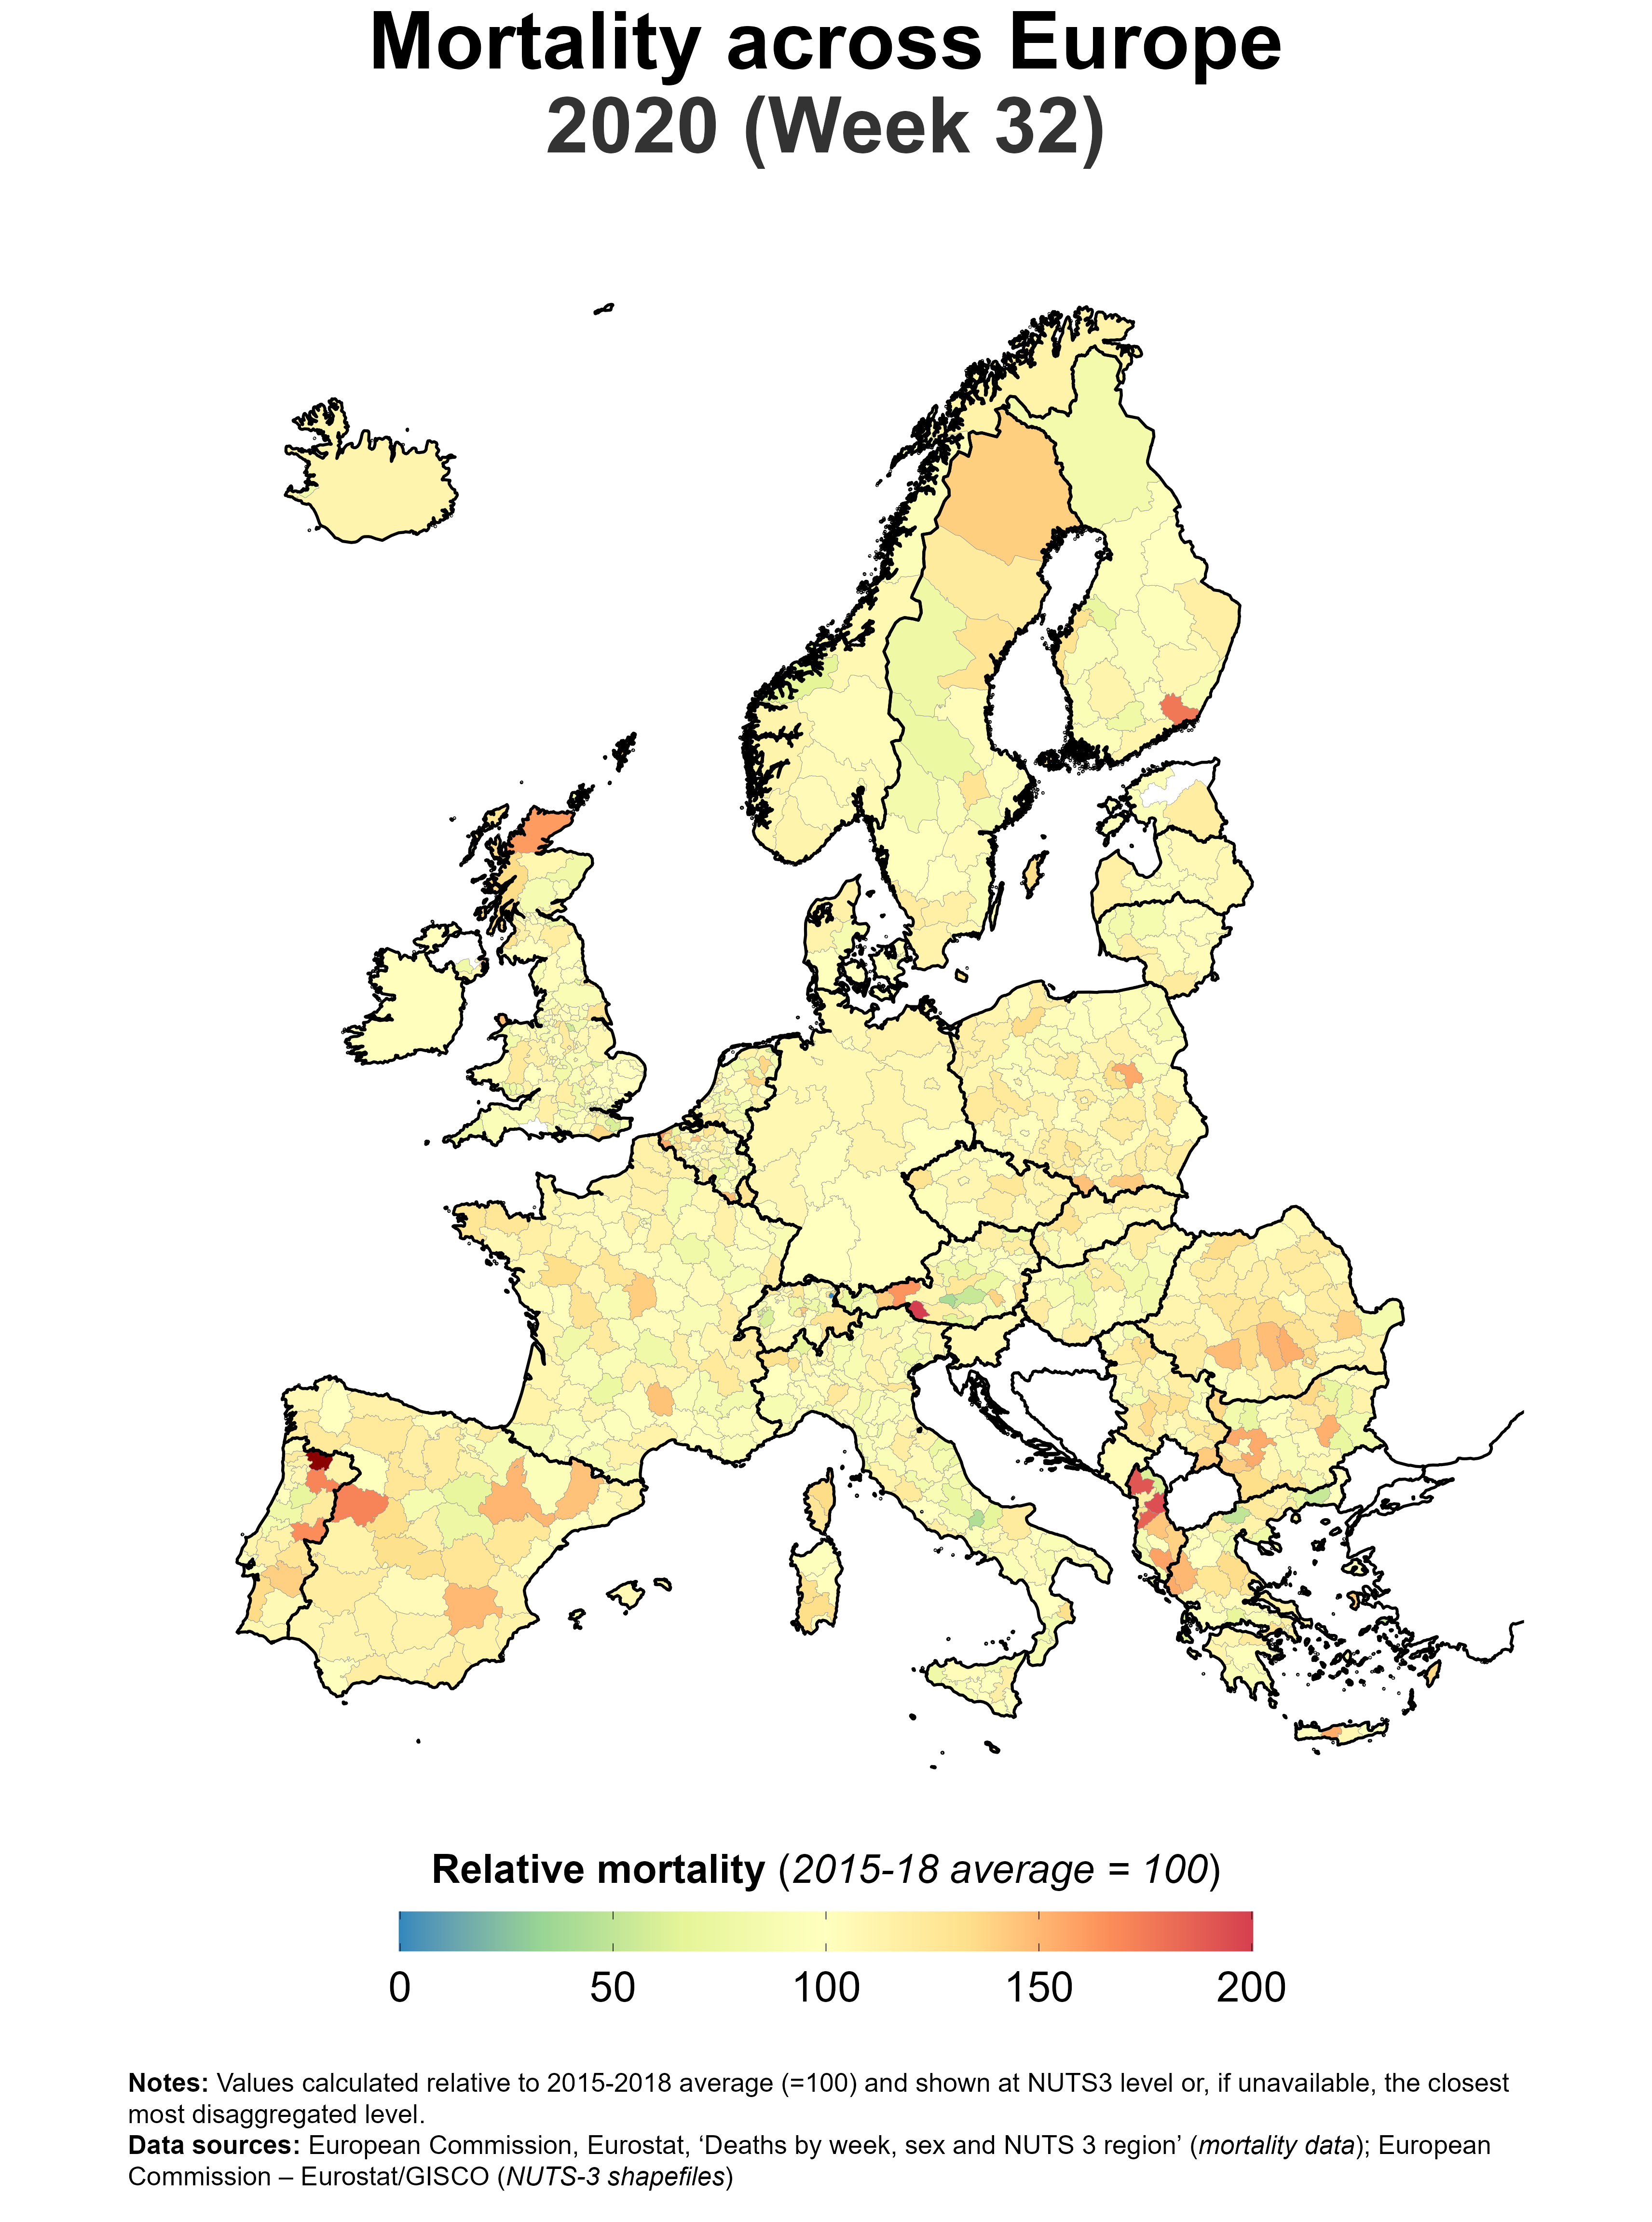 Mortality across Europe
2020 (Week 32)
Relative mortality (2015-18 average = 100)
0 50 100 150 200
Notes: Values calculated relative to 2015-2018 average (=100) and shown at NUTS3 level or, if unavailable, the closest
most disaggregated level.
Data sources: European Commission, Eurostat, ‘Deaths by week, sex and NUTS 3 region’ (mortality data); European
Commission – Eurostat/GISCO (NUTS-3 shapefiles)